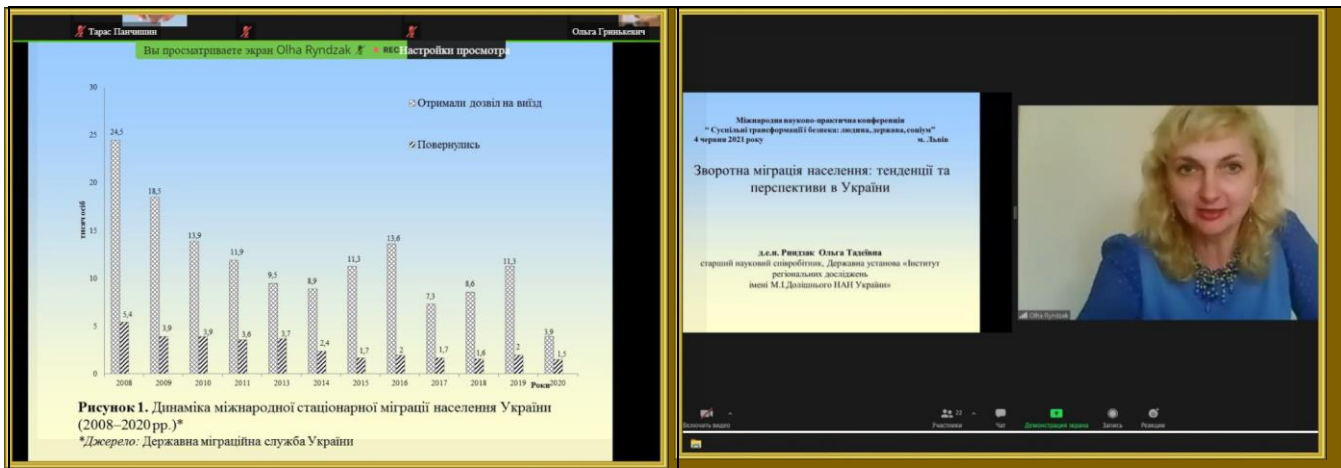 Тарас Панчишин
Ольга Гринькевич
Вы просматриваете экран Olha Ryndzak
REC
Настройки просмотра
30
25
20
15
10
5
0
тисяч осіб
Отримали дозвіл на виїзд
Повернулись
24,5
18,5
13,9
11,9
9,5
8,9
11,3
13,6
7,3
8,6
11,3
3,9
5,4
3,9
3,9
3,6
3,7
2,4
1,7
2
1,7
1,6
2
1,5
2008 2009 2010 2011 2013 2014 2015 2016 2017 2018 2019 2020
Роки
Рисунок 1. Динаміка міжнародної стаціонарної міграції населення України
(2008–2020 рр.)*
*Джерело: Державна міграційна служба України
Міжнародна науково-практична конференція
“ Суспільні трансформації і безпека: людина, держава, соціум”
4 червня 2021 року м. Львів
Зворотна міграція населення: тенденції та
перспективи в Україні
д.е.н. Риндзак Ольга Тадеївна
старший науковий співробітник, Державна установа «Інститут
регіональних досліджень
імені М.І.Долішнього НАН України»
Olha Ryndzak
Включить видео
22
Участники
Чат
Демонстрация экрана
Запись
Реакции